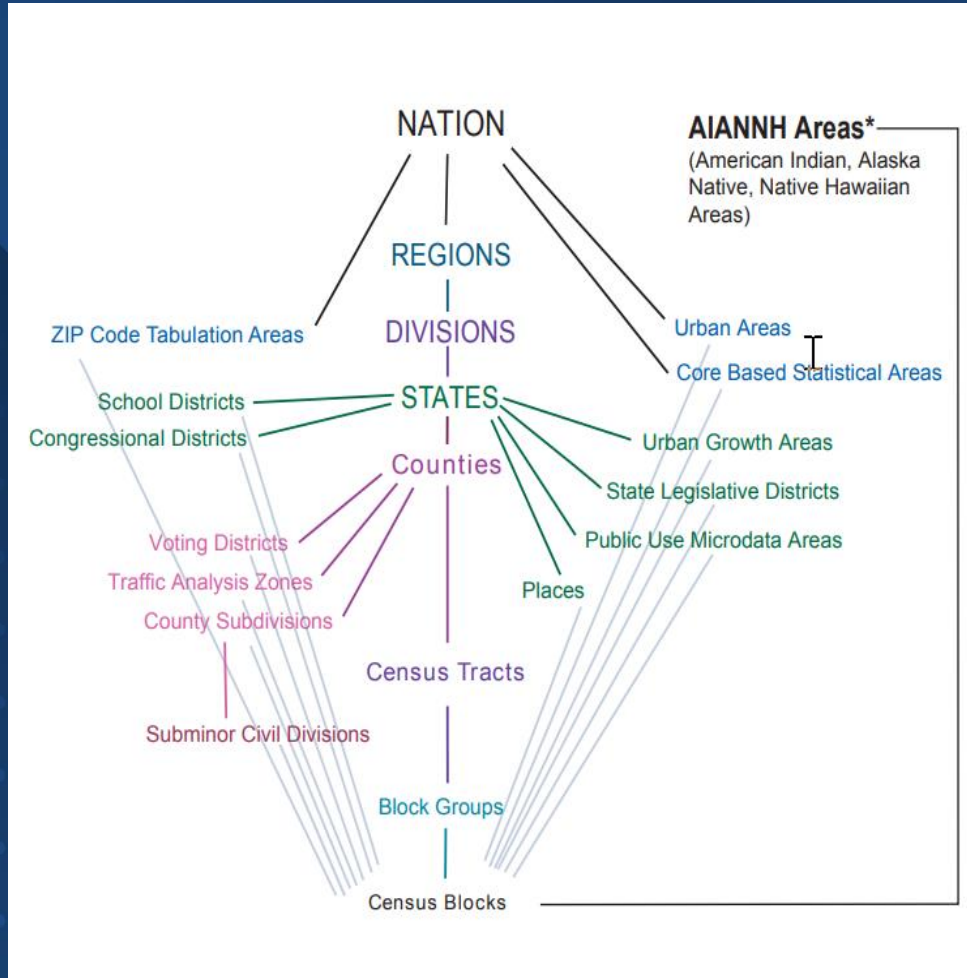 NATION
AIANNH Areas*
(American Indian, Alaska
Native, Native Hawaiian
Areas)
REGIONS
ZIP Code Tabulation Areas
DIVISIONS
Urban Areas
Core Based Statistical Areas
School Districts
STATES
Congressional Districts
Urban Growth Areas
Counties
State Legislative Districts
Voting Districts
Public Use Microdata Areas
Traffic Analysis Zones
Places
County Subdivisions
Census Tracts
Subminor Civil Divisions
Block Groups
Census Blocks